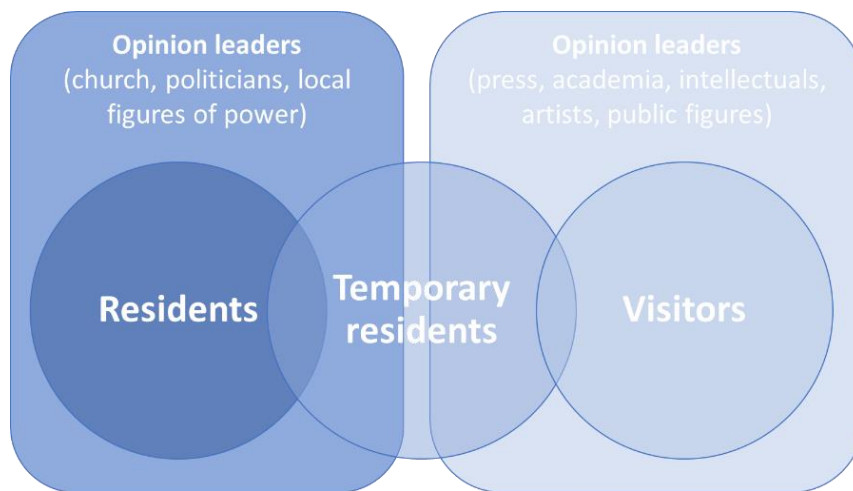 Opinion leaders
(church, politicians, local
figures of power)
Opinion leaders
(press, academia, intellectuals,
artists, public figures)
Residents
Temporary
residents
Visitors